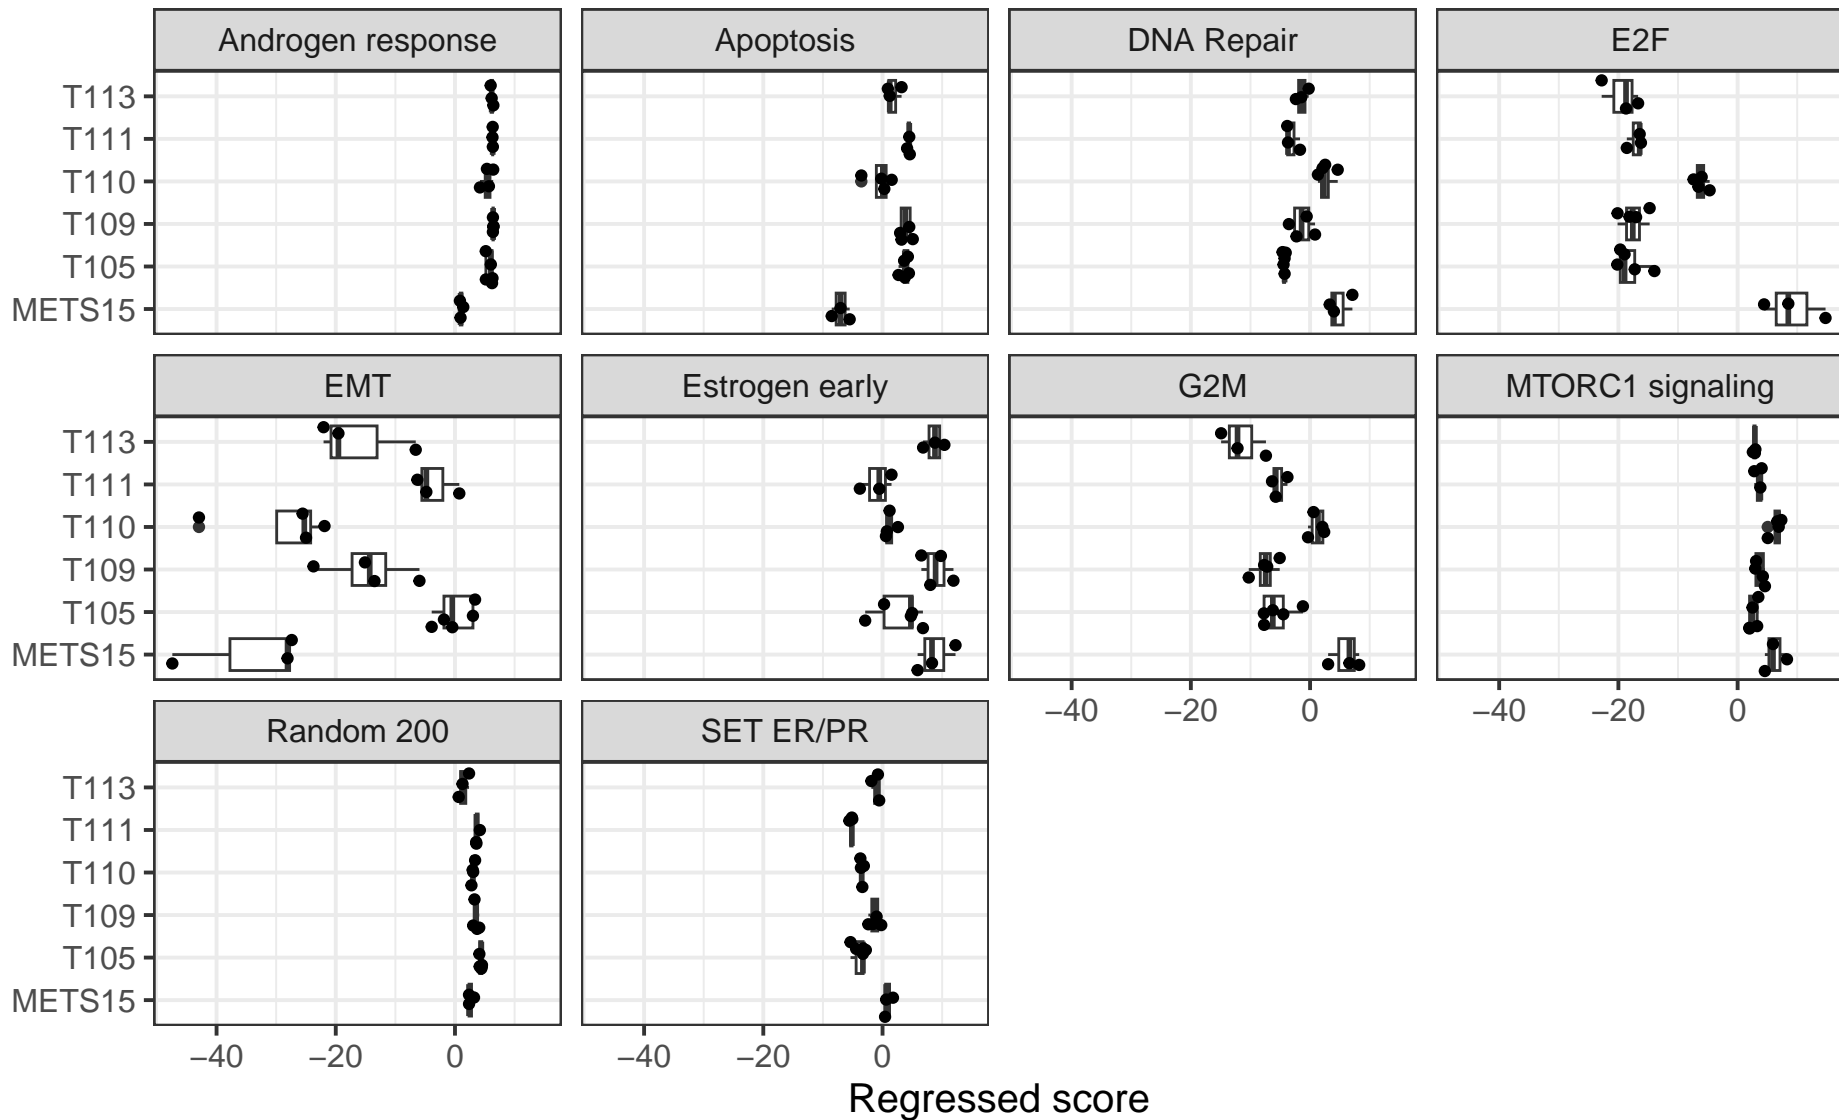 Androgen response Apoptosis DNA Repair E2F
T113
T111
T110
T109
T105
METS15
EMT Estrogen early G2M MTORC1 signaling
T113
T111
T110
T109
T105
METS15
−40 −20 0 −40 −20 0
Random 200 SET ER/PR
T113
T111
T110
T109
T105
METS15
−40 −20 0 −40 −20 0
Regressed score